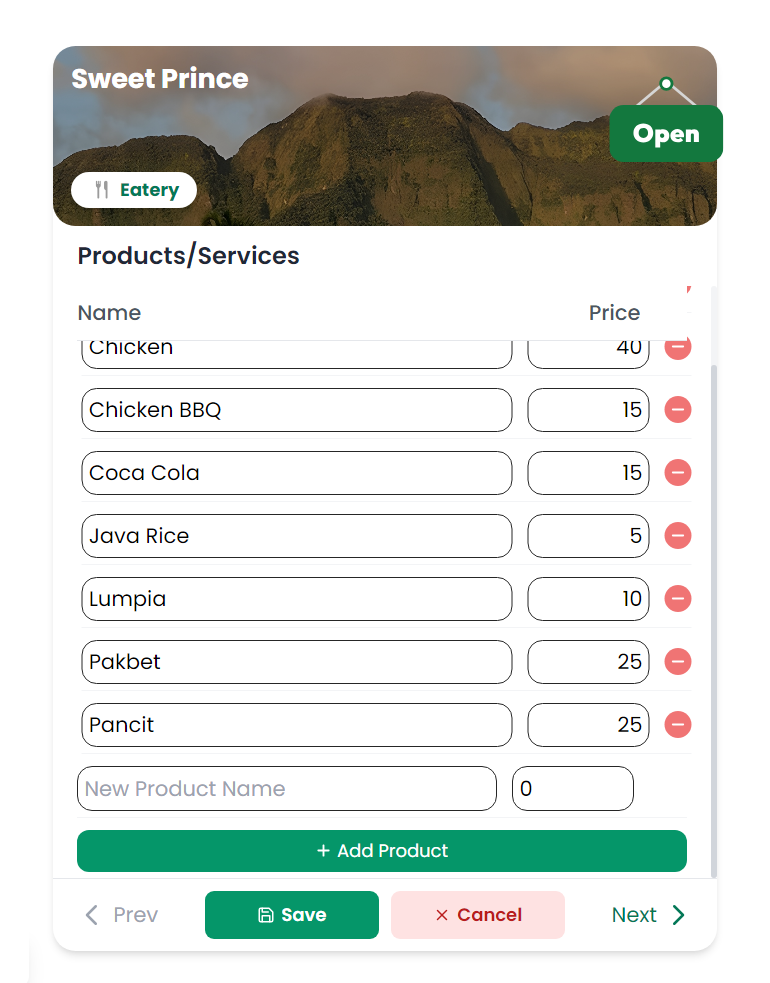 Sweet Prince
Open
Eatery
Products/Services
Name Price
Chicken 40
Chicken BBQ 15
Coca Cola 15
Java Rice 5
Lumpia 10
Pakbet 25
Pancit 25
New Product Name 0
+ Add Product
Prev Save Cancel Next